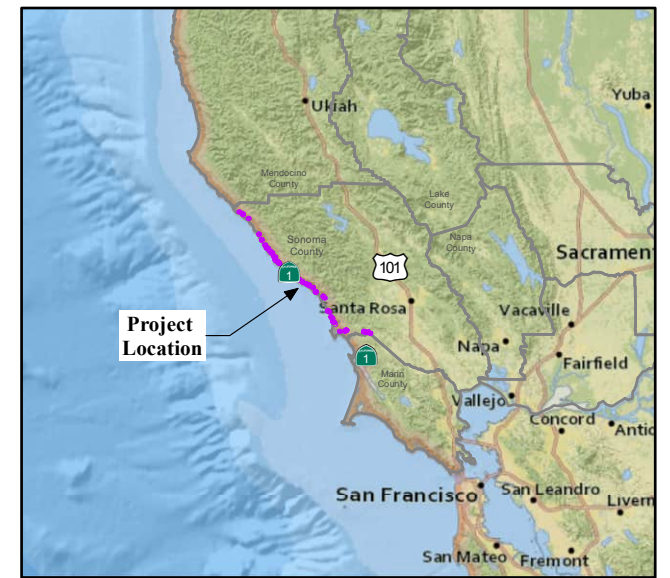 Ukiah
Yuba
Mendocino
County
Lake
County
Napa
County
Sonoma
County
Sacramen
101
1
Santa Rosa
Vacaville
Project
Location
Napa
Fairfield
1
Marin
County
Vallejo
Concord
Antio
San Francisco
San Leandro
Liverm
San Mateo
Fremont